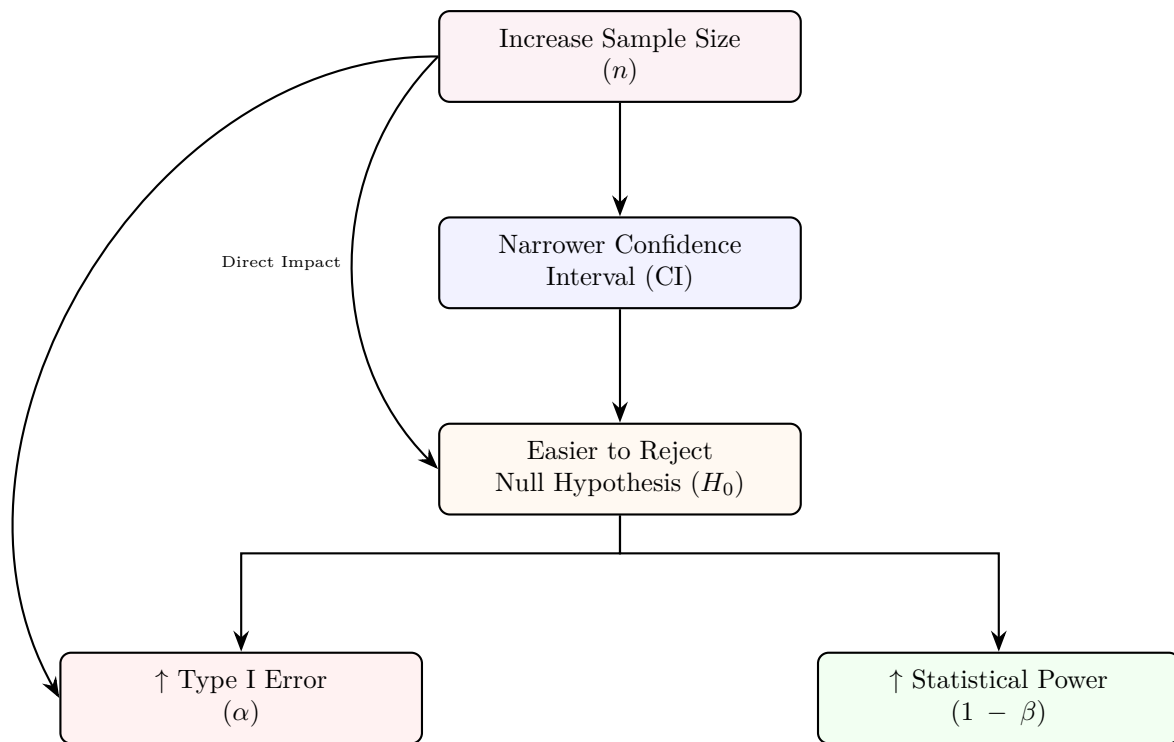 Increase Sample Size
(n)
Narrower Confidence
Interval (CI)
Direct Impact
Easier to Reject
Null Hypothesis (H₀)
↑ Type I Error
(α)
↑ Statistical Power
(1 − β)